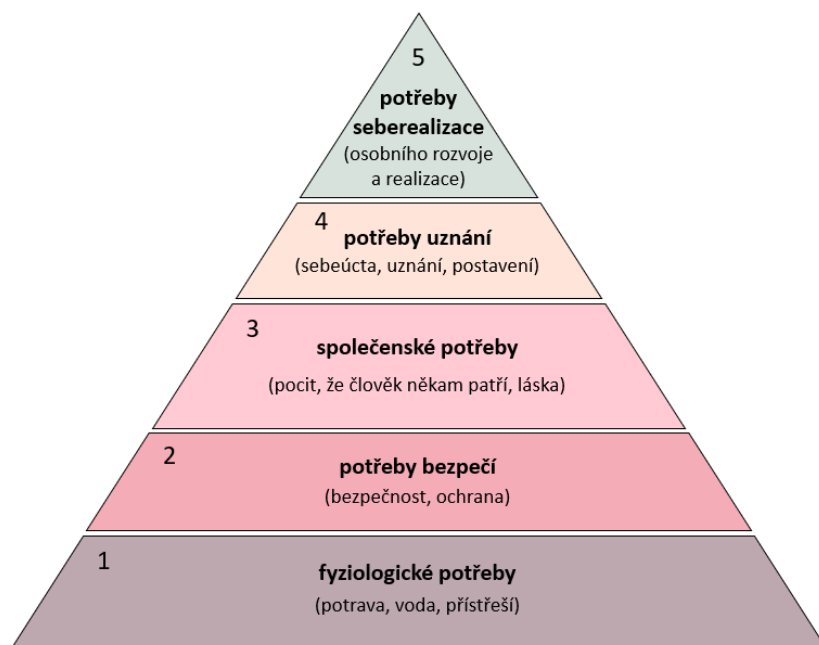 5
potřeby
seberealizace
(osobního rozvoje
a realizace)
4
potřeby uznání
(sebeúcta, uznání, postavení)
3
společenské potřeby
(pocit, že člověk někam patří, láska)
2
potřeby bezpečí
(bezpečnost, ochrana)
1
fyziologické potřeby
(potrava, voda, přístřeší)